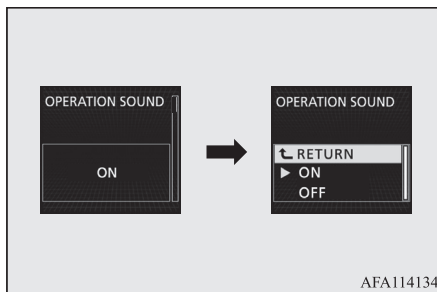 OPERATION SOUND
ON
OPERATION SOUND
RETURN
ON
OFF
AFA114134